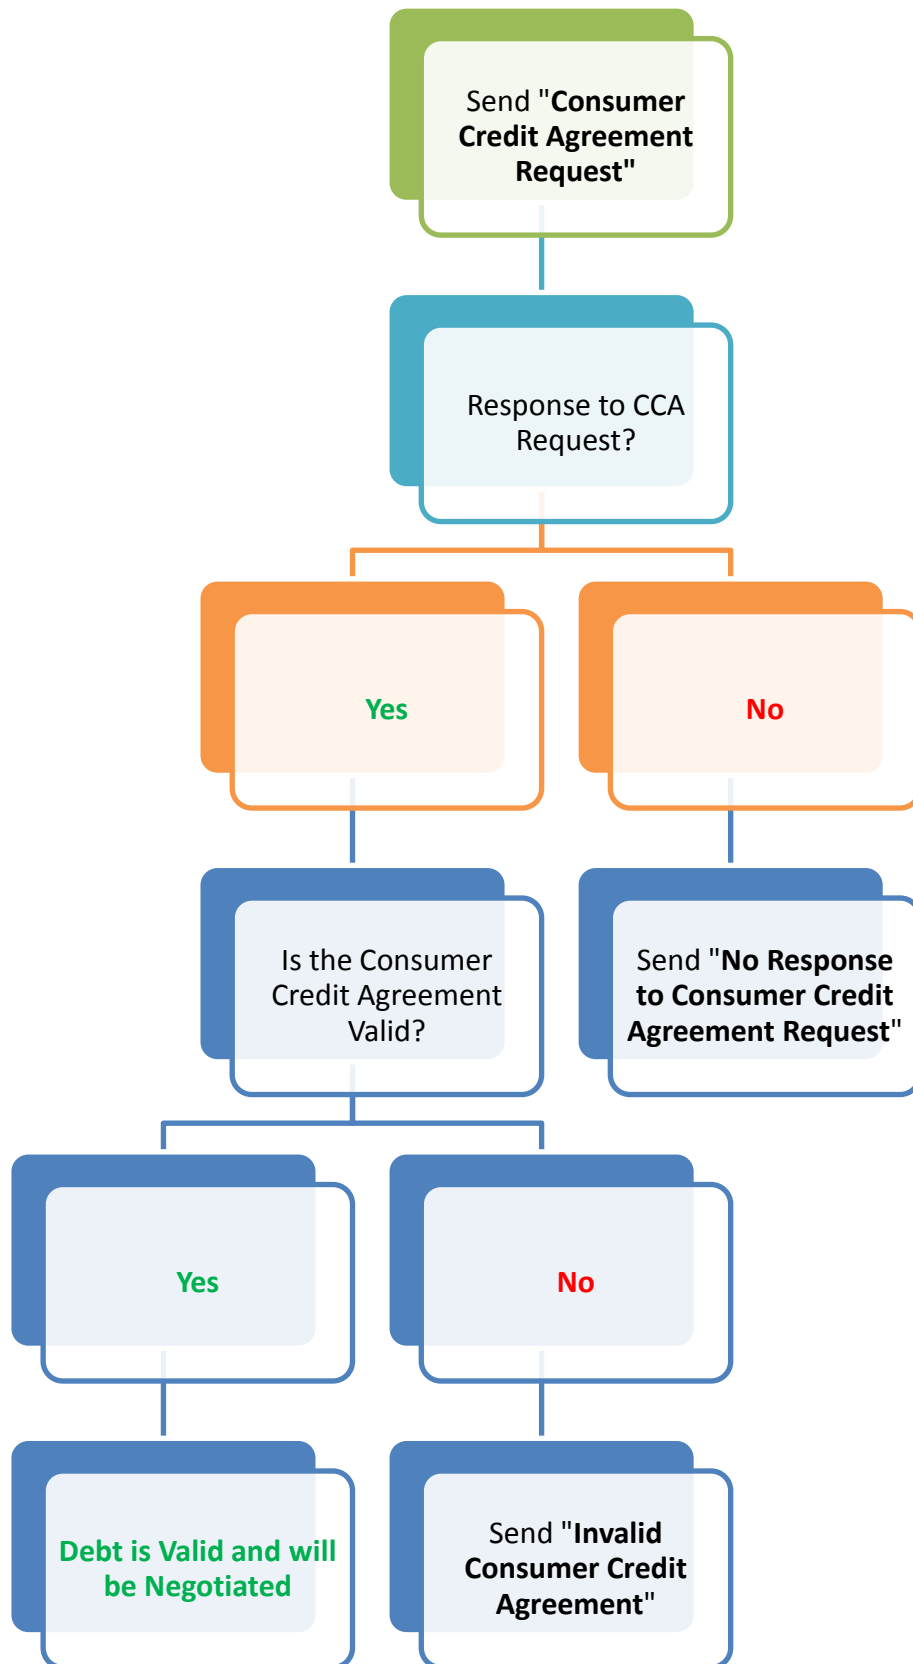 Send "Consumer
Credit Agreement
Request"
Response to CCA
Request?
Yes
No
Is the Consumer
Credit Agreement
Valid?
Send "No Response
to Consumer Credit
Agreement Request"
Yes
No
Debt is Valid and will
be Negotiated
Send "Invalid
Consumer Credit
Agreement"